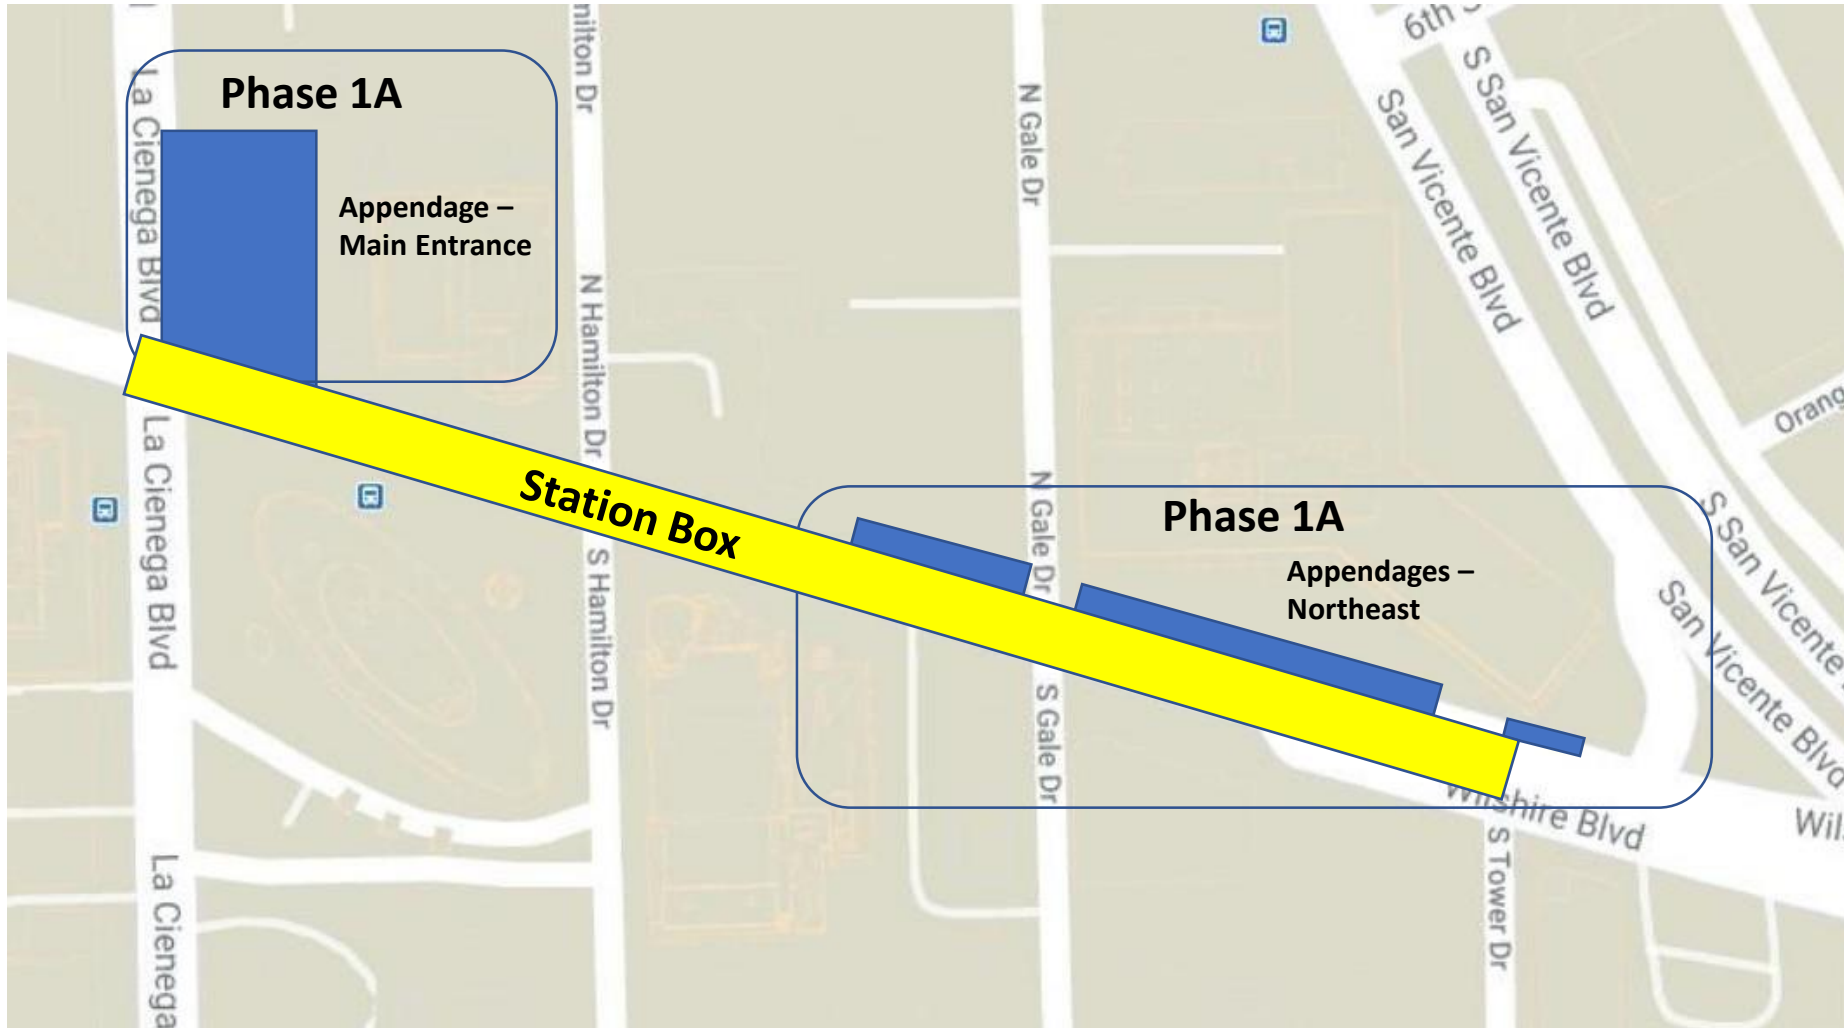 Phase 1A
Appendage –
Main Entrance
La Cienega Blvd
milton Dr
N Hamilton Dr
N Gale Dr
6th S
San Vicente Blvd
S San Vicente Blvd
Orang
La Cienega Blvd
Station Box
S Hamilton Dr
N Gale Dr
Phase 1A
Appendages –
Northeast
S San Vicente
San Vicente Blvd
S Gale Dr
Wilshire Blvd
Wil
S Tower Dr
La Cienega